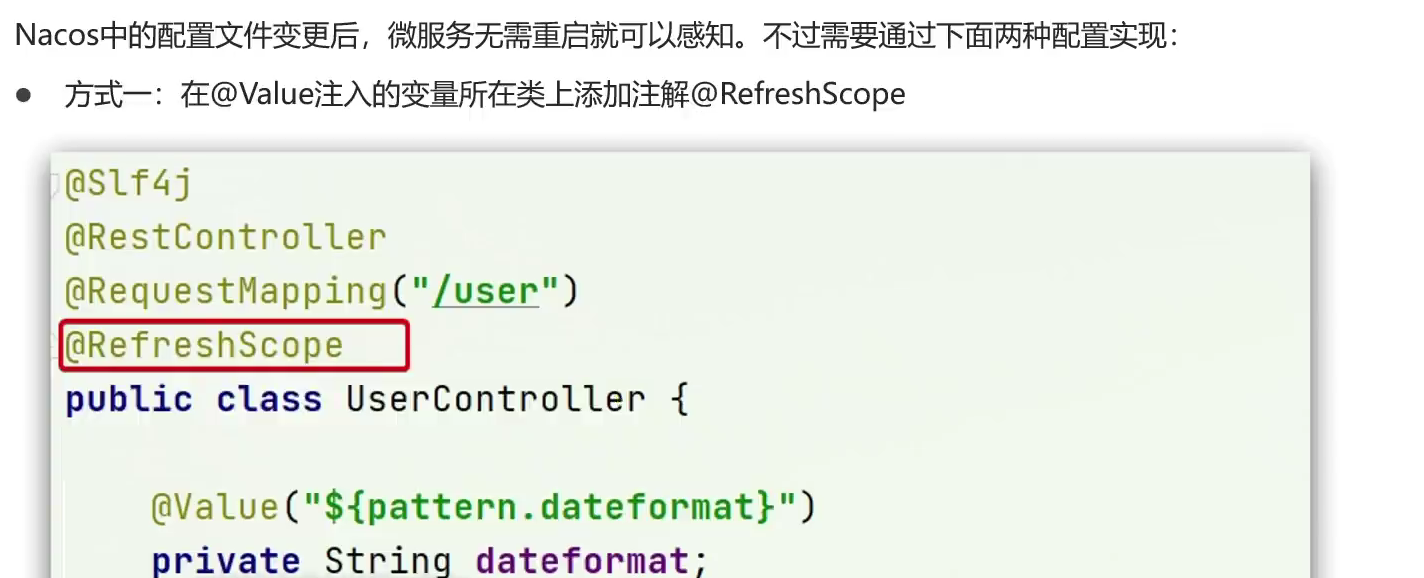 Nacos中的配置文件变更后，微服务无需重启就可以感知。不过需要通过下面两种配置实现：
● 方式一：在@Value注入的变量所在类上添加注解@RefreshScope
@Slf4j
@RestController
@RequestMapping("/user")
@RefreshScope
public class UserController {
@Value("${pattern.dateformat}")
private String dateformat;